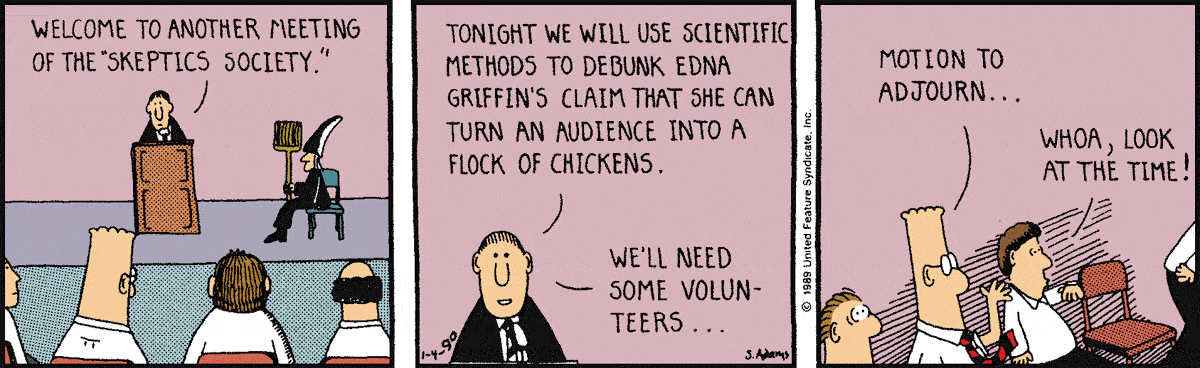 WELCOME TO ANOTHER MEETING
OF THE "SKEPTICS SOCIETY."
TONIGHT WE WILL USE SCIENTIFIC
METHODS TO DEBUNK EDNA
GRIFFIN'S CLAIM THAT SHE CAN
TURN AN AUDIENCE INTO A
FLOCK OF CHICKENS.
WE'LL NEED
SOME VOLUN-
TEERS...
1-4-90
S. Adams
© 1989 United Feature Syndicate, Inc.
MOTION TO
ADJOURN...
WHOA, LOOK
AT THE TIME!